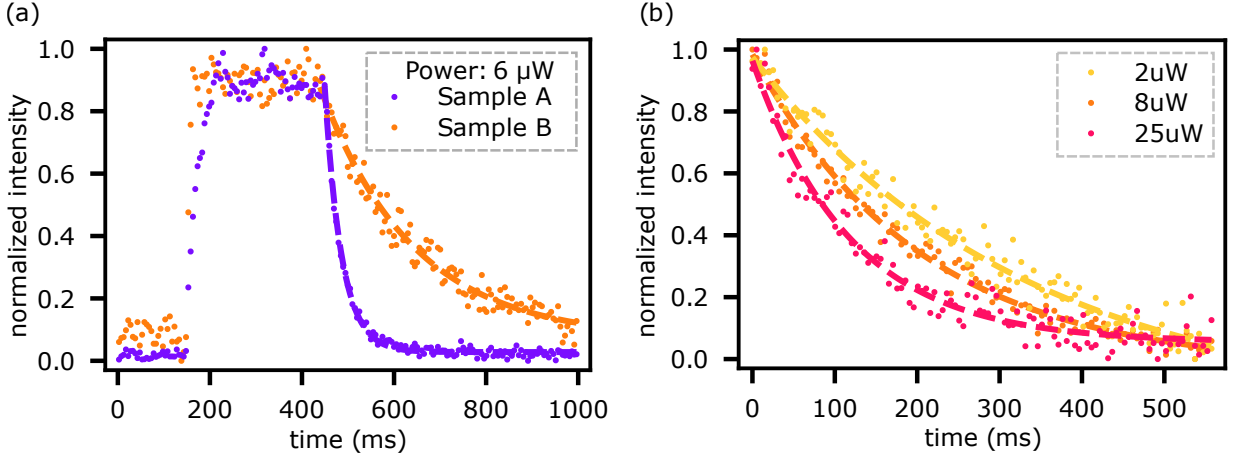 (a)
1.0
0.8
0.6
0.4
0.2
0.0
normalized intensity
Power: 6 μW
Sample A
Sample B
0 200 400 600 800 1000
time (ms)
(b)
1.0
0.8
0.6
0.4
0.2
0.0
normalized intensity
2uW
8uW
25uW
0 100 200 300 400 500
time (ms)